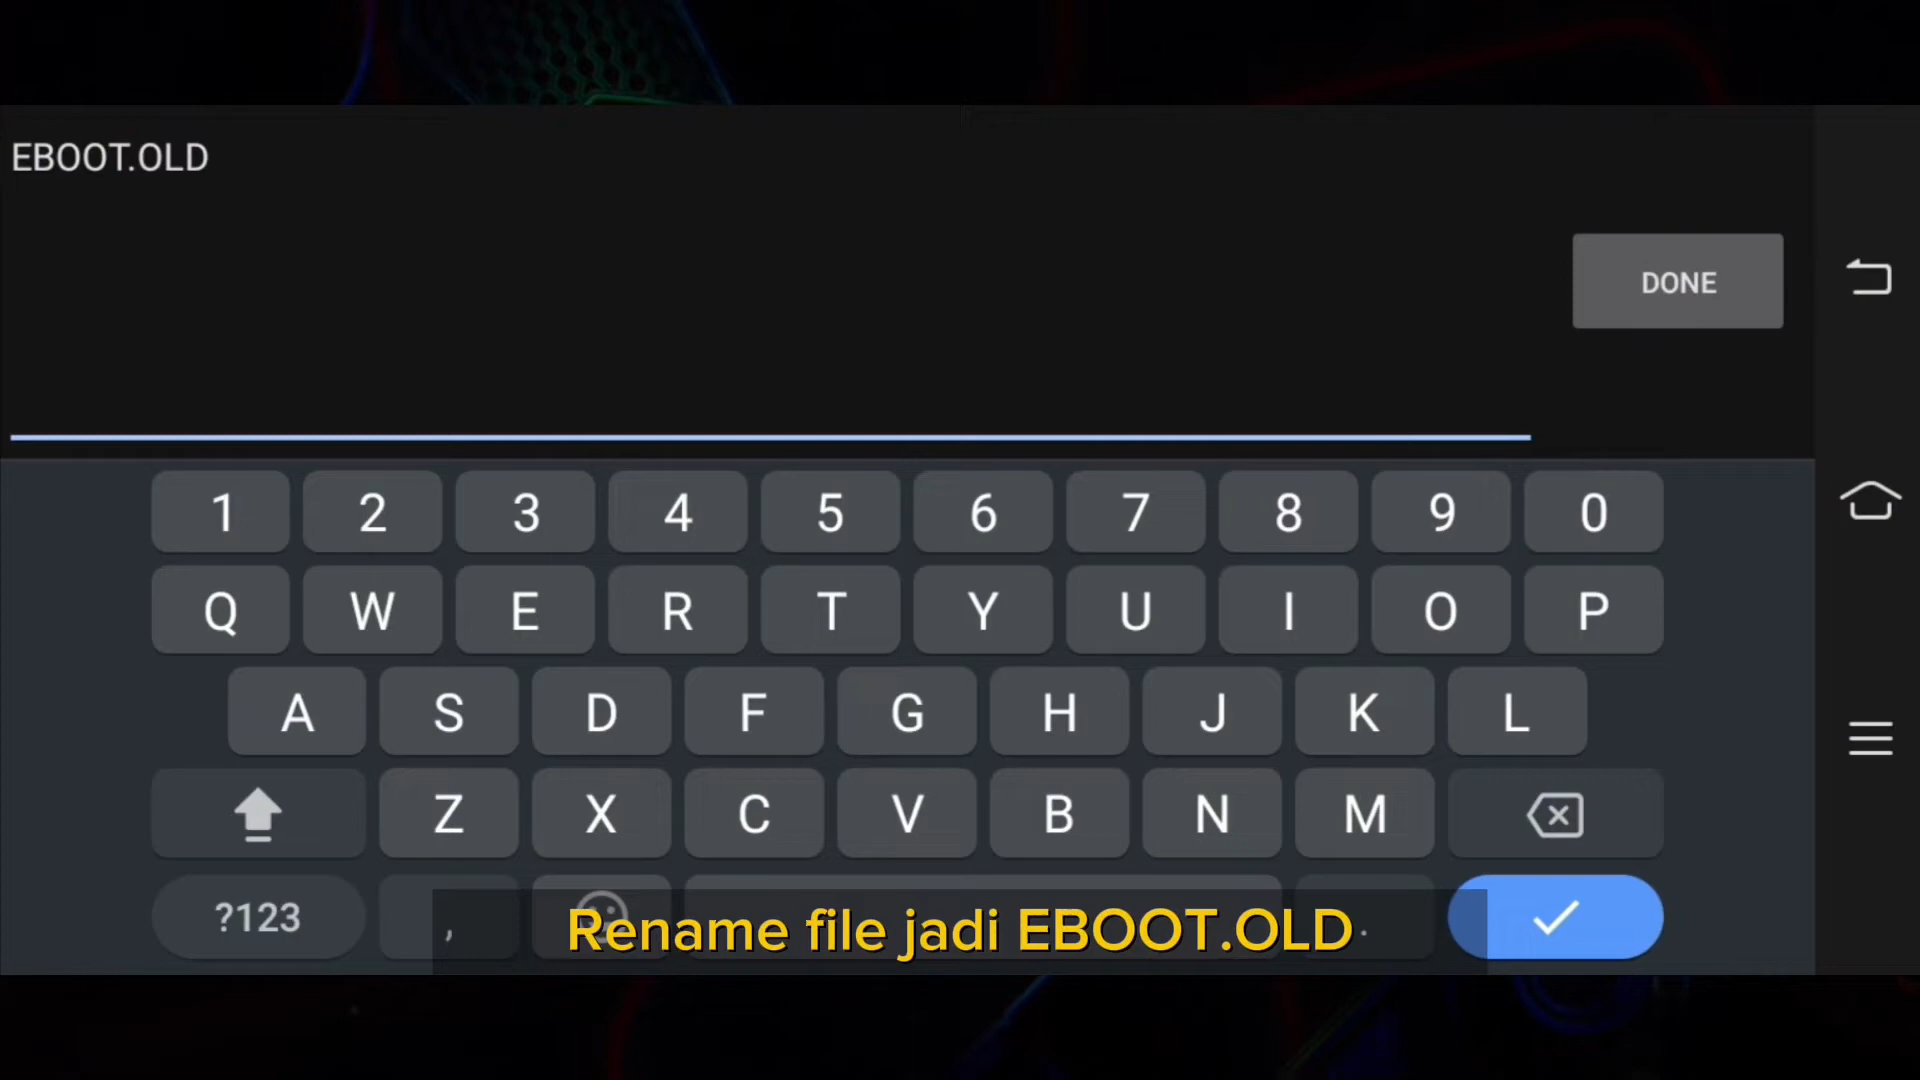 EBOOT.OLD
DONE
1 2 3 4 5 6 7 8 9 0
Q W E R T Y U I O P
A S D F G H J K L
Z X C V B N M
?123 , .
Rename file jadi EBOOT.OLD